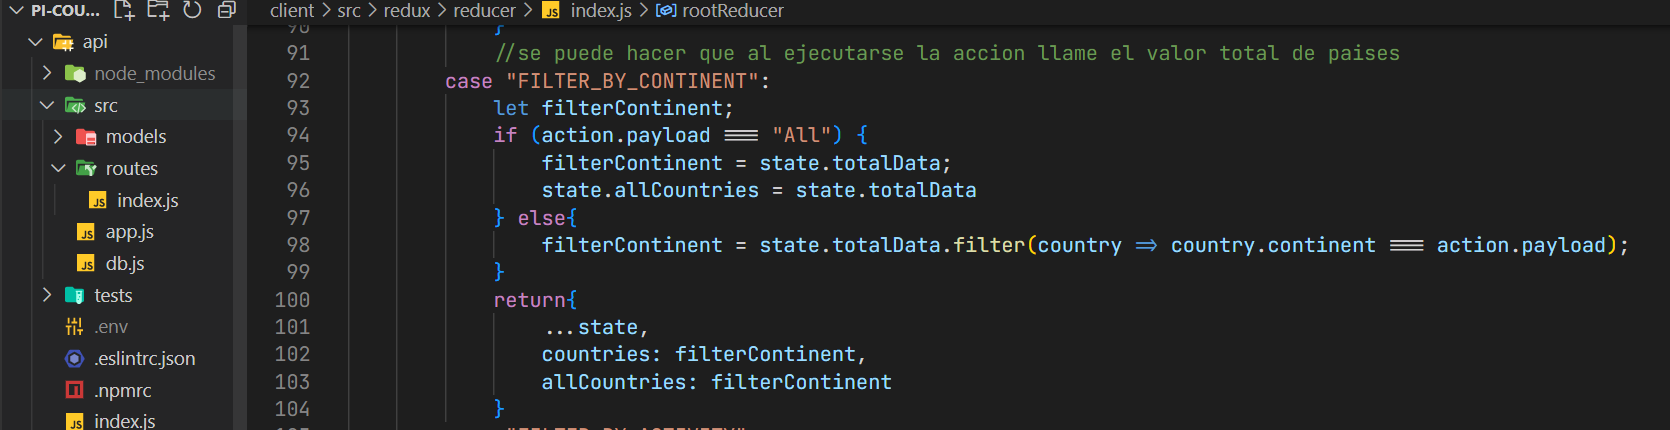 PI-COU...
api
node_modules
src
models
routes
index.js
app.js
db.js
tests
.env
.eslintrc.json
.npmrc
index.js
client > src > redux > reducer > index.js > rootReducer
90 }
91 //se puede hacer que al ejecutarse la accion llame el valor total de paises
92 case "FILTER_BY_CONTINENT":
93 let filterContinent;
94 if (action.payload === "All") {
95 filterContinent = state.totalData;
96 state.allCountries = state.totalData
97 } else{
98 filterContinent = state.totalData.filter(country => country.continent === action.payload);
99 }
100 return{
101 ...state,
102 countries: filterContinent,
103 allCountries: filterContinent
104 }